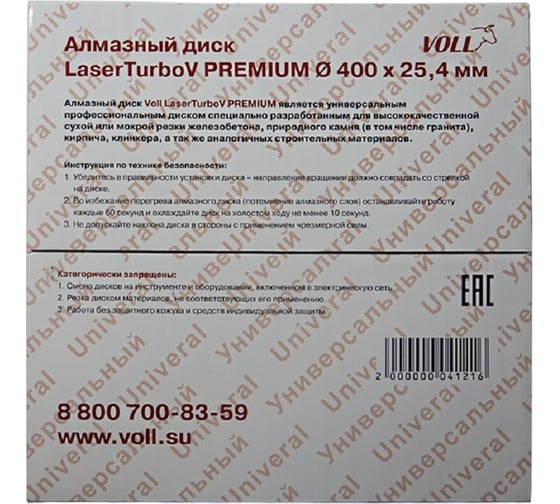 Алмазный диск
VOLL
LaserTurboV PREMIUM Ø 400 x 25,4 мм
Алмазный диск Voll LaserTurboV PREMIUM является универсальным
профессиональным диском специально разработанным для высококачественной
сухой или мокрой резки железобетона, природного камня (в том числе гранита),
кирпича, клинкера, а так же аналогичных строительных материалов.
Инструкция по технике безопасности:
1. Убедитесь в правильности установки диска – направление вращения должно совпадать со стрелкой
на диске.
2. Во избежание перегрева алмазного диска (потемнение алмазного слоя) останавливайте работу
каждые 60 секунд и охлаждайте диск на холостом ходу не менее 10 секунд.
3. Не допускайте наклона диска в стороны с применением чрезмерной силы.
Категорически запрещены:
1. Смена дисков на инструменте и оборудовании, включенном в электрическую сеть.
2. Резка диском материалов, не соответствующих его применению.
3. Работа без защитного кожуха и средств индивидуальной защиты.
EAC
2 000000 041216
8 800 700-83-59
www.voll.su
Универсальный Univeral